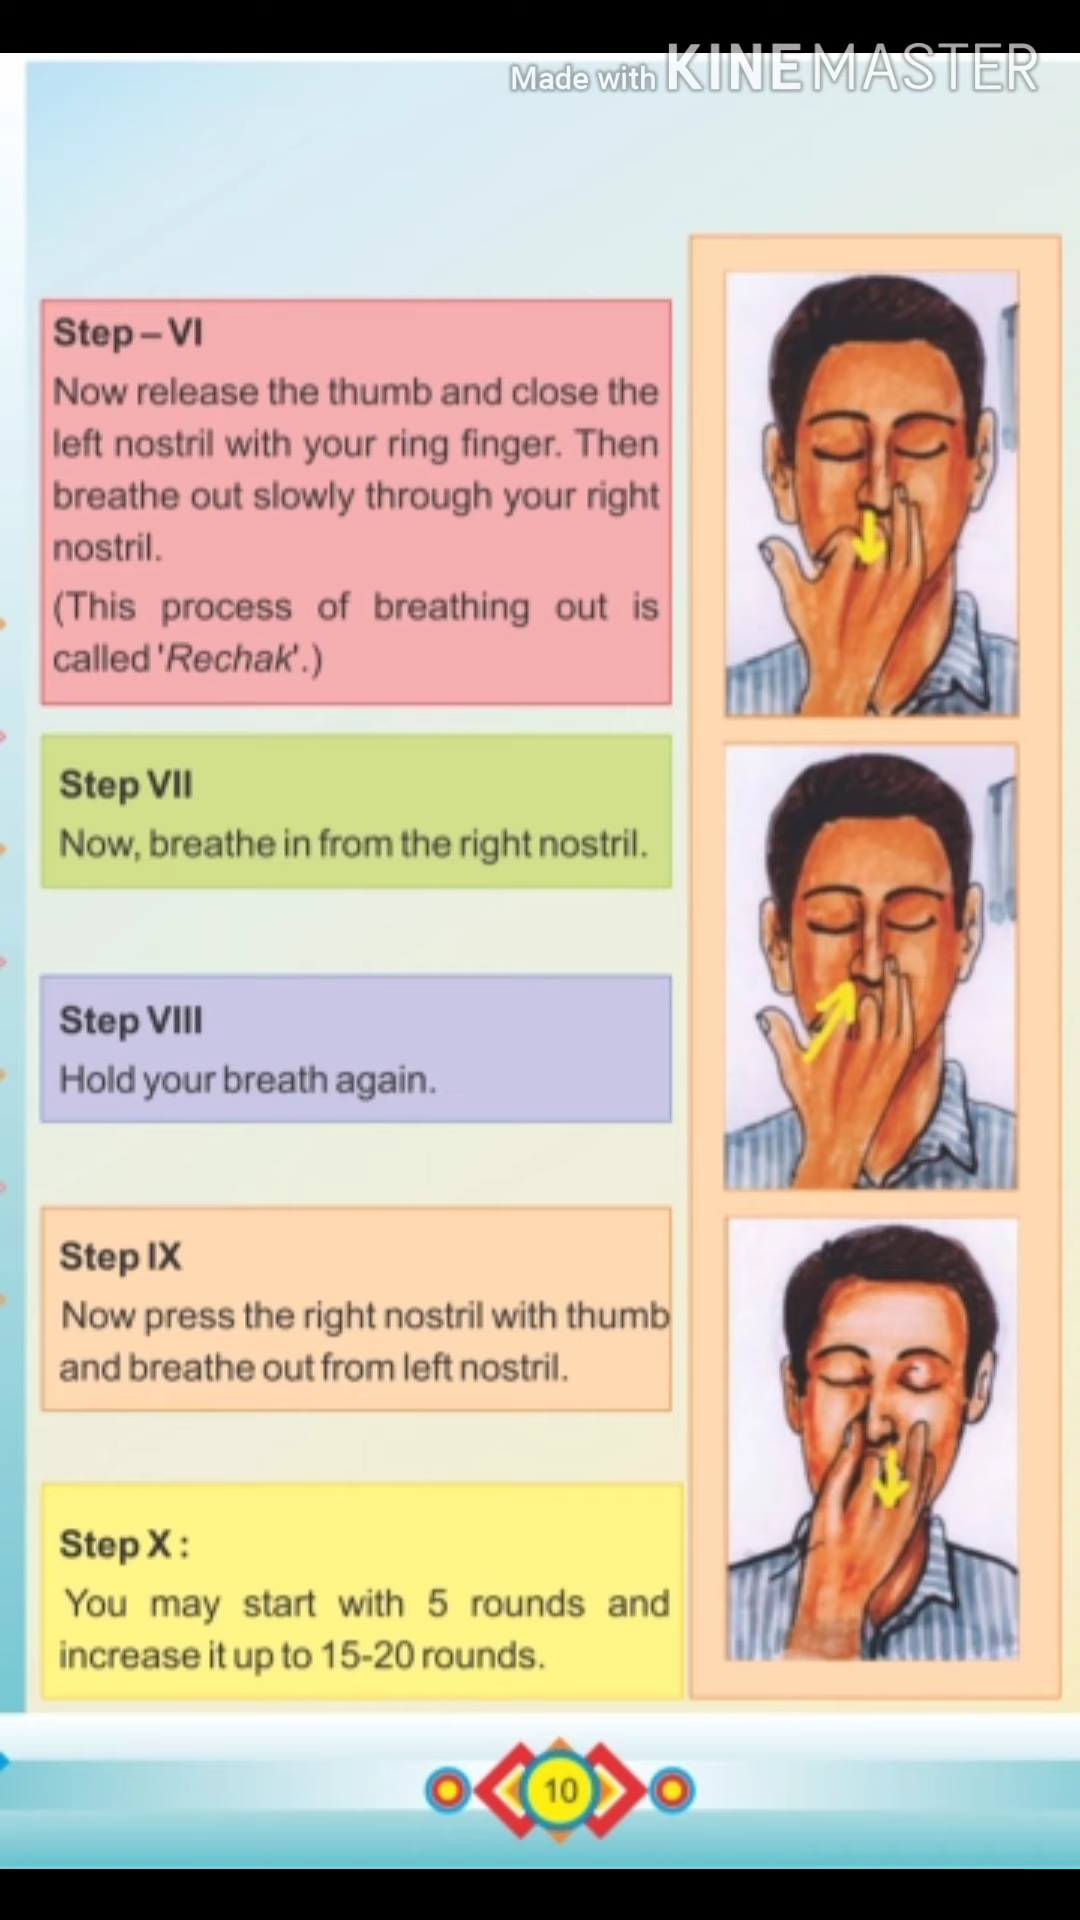 Made with KINEMASTER
Step – VI
Now release the thumb and close the
left nostril with your ring finger. Then
breathe out slowly through your right
nostril.
(This process of breathing out is
called 'Rechak'.)
Step VII
Now, breathe in from the right nostril.
Step VIII
Hold your breath again.
Step IX
Now press the right nostril with thumb
and breathe out from left nostril.
Step X :
You may start with 5 rounds and
increase it up to 15-20 rounds.
10